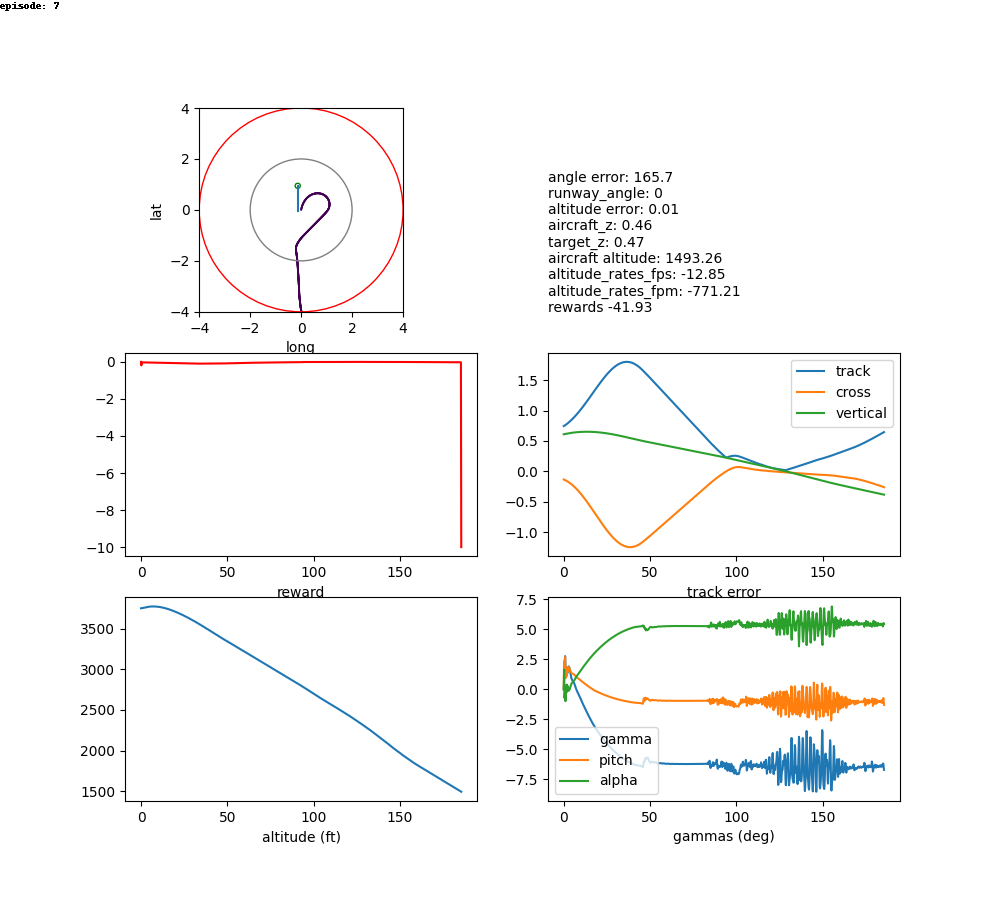 episode: 7
4
2
0
−2
−4
lat
−4 −2 0 2 4
long
angle error: 165.7
runway_angle: 0
altitude error: 0.01
aircraft_z: 0.46
target_z: 0.47
aircraft altitude: 1493.26
altitude_rates_fps: -12.85
altitude_rates_fpm: -771.21
rewards -41.93
0
−2
−4
−6
−8
−10
0 50 100 150
reward
1.5
1.0
0.5
0.0
−0.5
−1.0
track
cross
vertical
0 50 100 150
track error
3500
3000
2500
2000
1500
0 50 100 150
altitude (ft)
7.5
5.0
2.5
0.0
−2.5
−5.0
−7.5
gamma
pitch
alpha
0 50 100 150
gammas (deg)